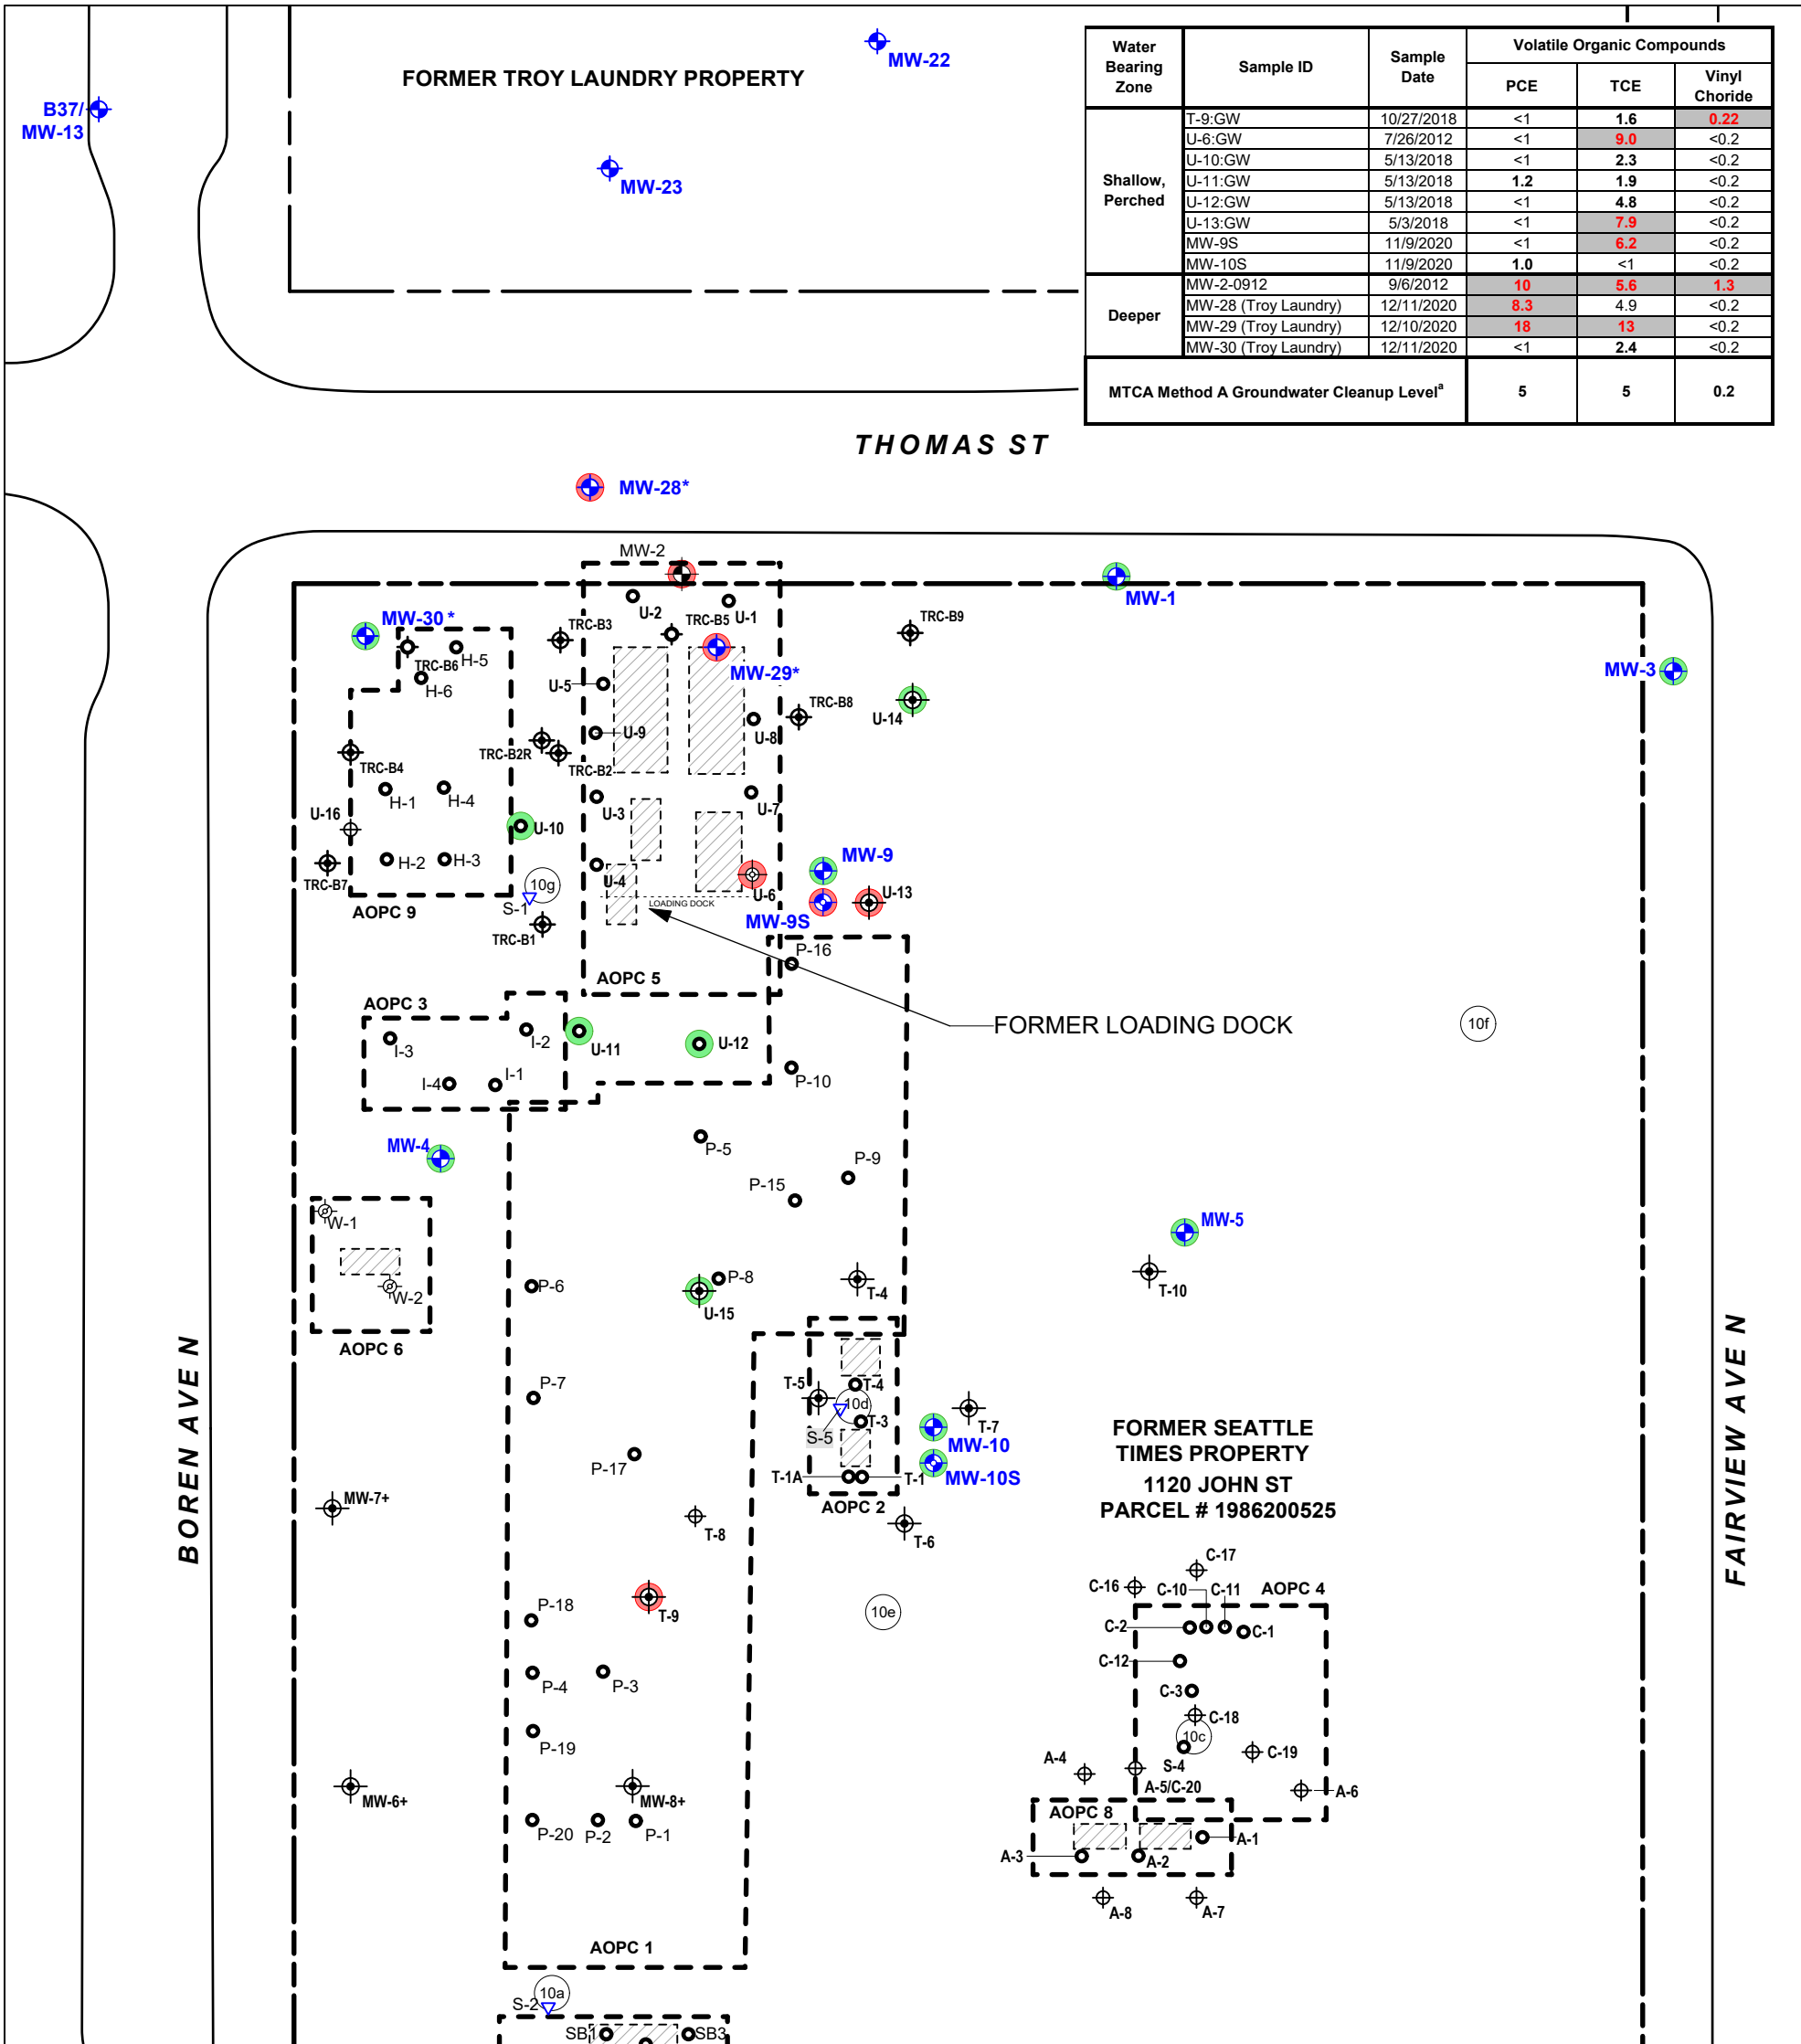 FORMER TROY LAUNDRY PROPERTY
MW-22
B37/
MW-13
MW-23
Water Bearing Zone | Sample ID | Sample Date | Volatile Organic Compounds
PCE | TCE | Vinyl Choride
Shallow, Perched
T-9:GW 10/27/2018 <1 1.6 0.22
U-6:GW 7/26/2012 <1 9.0 <0.2
U-10:GW 5/13/2018 <1 2.3 <0.2
U-11:GW 5/13/2018 1.2 1.9 <0.2
U-12:GW 5/13/2018 <1 4.8 <0.2
U-13:GW 5/3/2018 <1 7.9 <0.2
MW-9S 11/9/2020 <1 6.2 <0.2
MW-10S 11/9/2020 1.0 <1 <0.2
Deeper
MW-2-0912 9/6/2012 10 5.6 1.3
MW-28 (Troy Laundry) 12/11/2020 8.3 4.9 <0.2
MW-29 (Troy Laundry) 12/10/2020 18 13 <0.2
MW-30 (Troy Laundry) 12/11/2020 <1 2.4 <0.2
MTCA Method A Groundwater Cleanup Levelᵃ 5 5 0.2
THOMAS ST
MW-28*
MW-2
MW-1
U-2
U-1
MW-30 *
TRC-B3
TRC-B5
TRC-B9
TRC-B6
H-5
H-6
MW-29*
MW-3
U-5
TRC-B8
U-14
U-9
U-8
TRC-B2R
TRC-B2
TRC-B4
H-1
H-4
U-3
U-7
U-16
U-10
H-2
H-3
TRC-B7
10g
U-4
U-6
MW-9
U-13
S-1
LOADING DOCK
AOPC 9
MW-9S
TRC-B1
P-16
AOPC 5
AOPC 3
FORMER LOADING DOCK
10f
I-3
I-2
U-11
U-12
I-4
I-1
P-10
MW-4
P-5
P-9
P-15
W-1
MW-5
W-2
P-6
P-8
T-4
T-10
U-15
AOPC 6
BOREN AVE N
FAIRVIEW AVE N
P-7
T-5
T-4
10d
T-3
T-7
S-5
MW-10
FORMER SEATTLE
TIMES PROPERTY
1120 JOHN ST
PARCEL # 1986200525
P-17
T-1A
T-1
MW-10S
AOPC 2
MW-7+
T-8
T-6
C-17
C-16
C-10
C-11
AOPC 4
T-9
10e
P-18
C-2
C-1
C-12
P-4
P-3
C-3
C-18
10c
P-19
C-19
A-4
S-4
A-5/C-20
A-6
MW-6+
MW-8+
AOPC 8
P-20
P-2
P-1
A-1
A-3
A-2
A-8
A-7
AOPC 1
10a
S-2
SB1
SB3